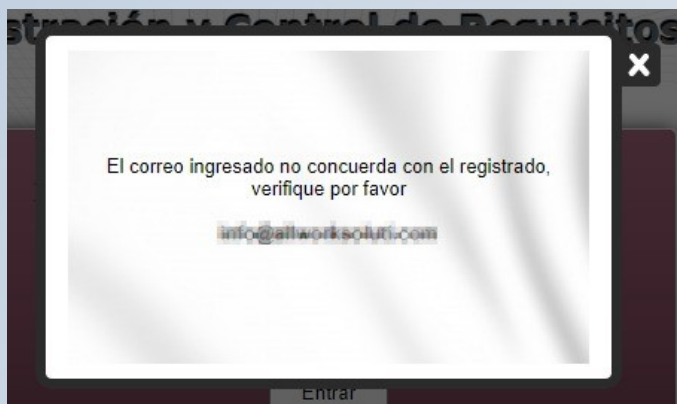 stración y Control de Requisitos
X
El correo ingresado no concuerda con el registrado,
verifique por favor
Entrar